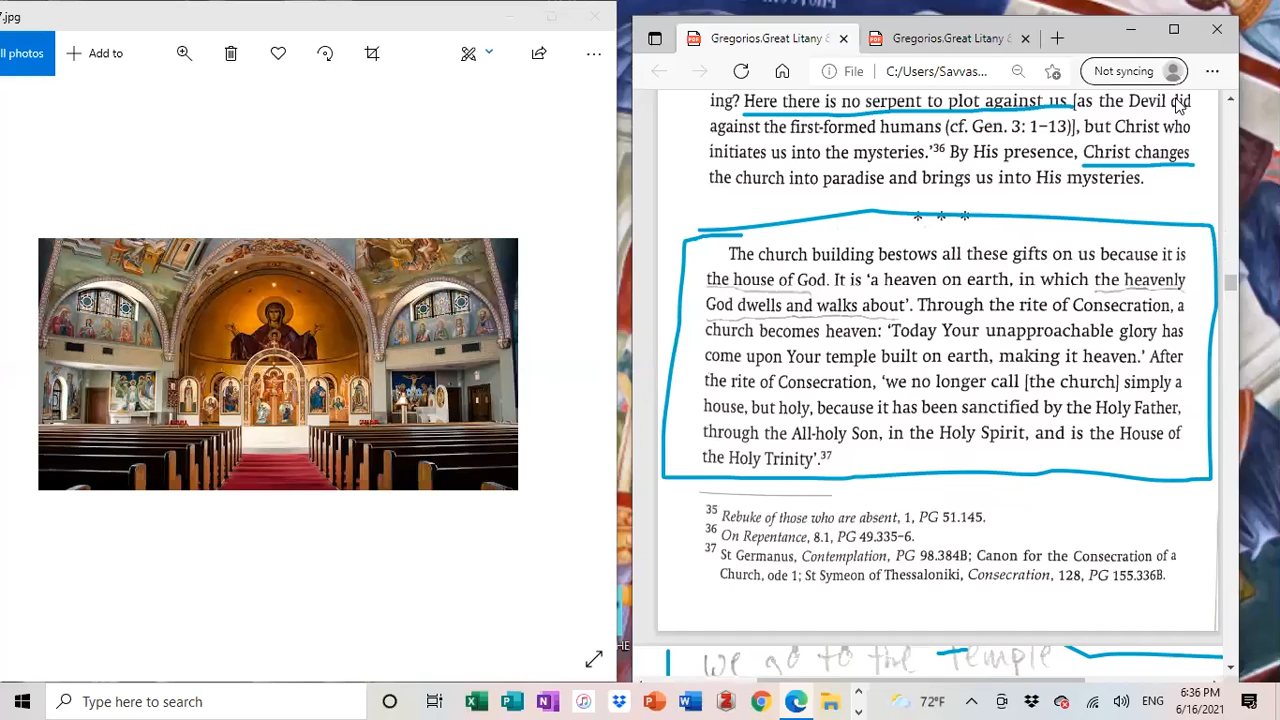 7.jpg
ll photos
Add to
Gregorios.Great Litany &
Gregorios.Great Litany &
File
C:/Users/Savvas...
Not syncing
ing? Here there is no serpent to plot against us [as the Devil did
against the first-formed humans (cf. Gen. 3: 1–13)], but Christ who
initiates us into the mysteries.’36 By His presence, Christ changes
the church into paradise and brings us into His mysteries.
* * *
The church building bestows all these gifts on us because it is
the house of God. It is ‘a heaven on earth, in which the heavenly
God dwells and walks about’. Through the rite of Consecration, a
church becomes heaven: ‘Today Your unapproachable glory has
come upon Your temple built on earth, making it heaven.’ After
the rite of Consecration, ‘we no longer call [the church] simply a
house, but holy, because it has been sanctified by the Holy Father,
through the All-holy Son, in the Holy Spirit, and is the House of
the Holy Trinity’.37
35 Rebuke of those who are absent, 1, PG 51.145.
36 On Repentance, 8.1, PG 49.335–6.
37 St Germanus, Contemplation, PG 98.384B; Canon for the Consecration of a
Church, ode 1; St Symeon of Thessaloniki, Consecration, 128, PG 155.336B.
HE
we go to the Temple
Type here to search
72°F
ENG
6:36 PM
6/16/2021